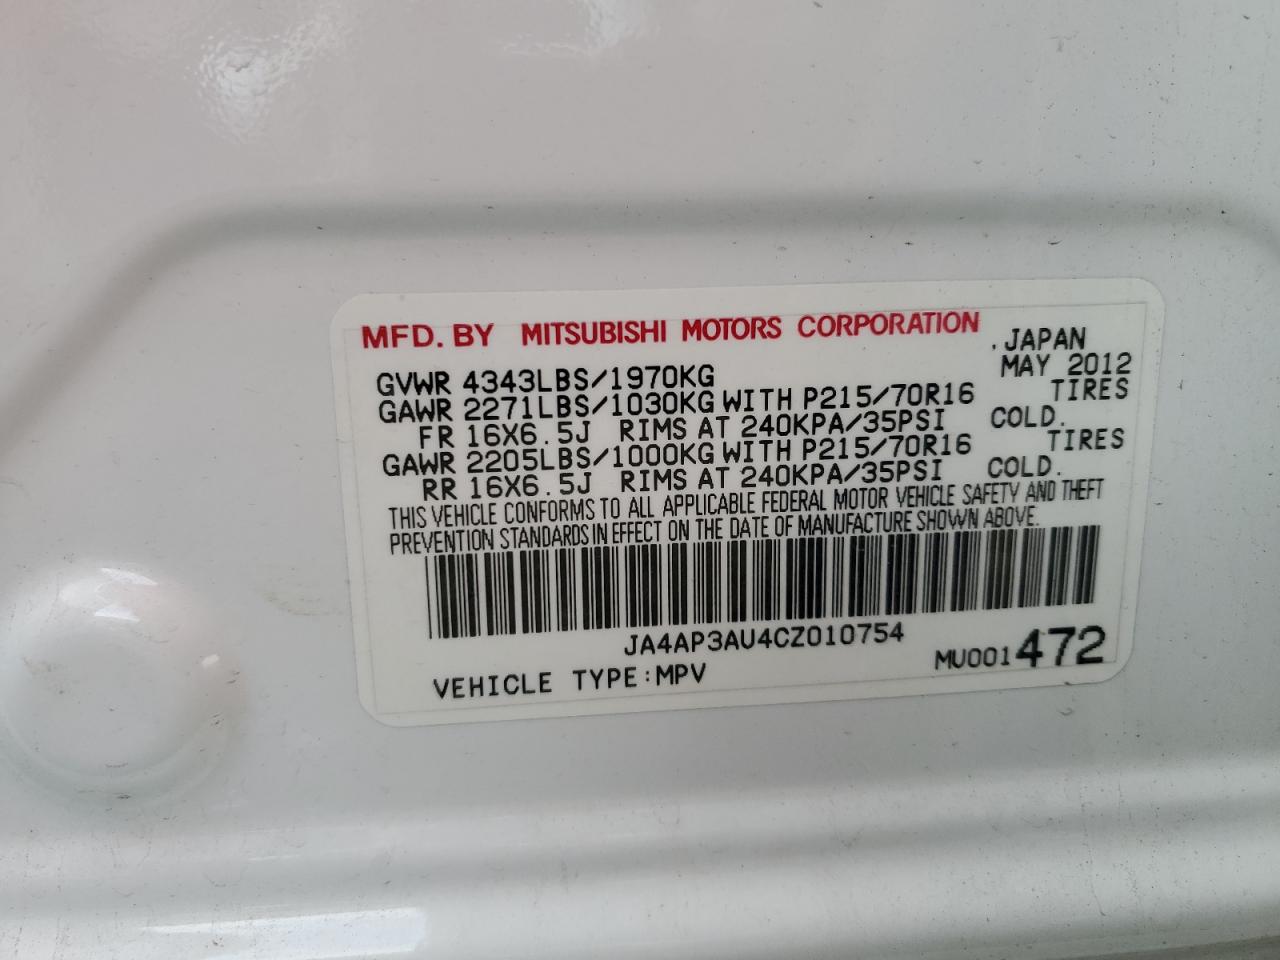 MFD. BY MITSUBISHI MOTORS CORPORATION
. JAPAN
GVWR 4343LBS/1970KG MAY 2012
GAWR 2271LBS/1030KG WITH P215/70R16 TIRES
FR 16X6.5J RIMS AT 240KPA/35PSI COLD.
GAWR 2205LBS/1000KG WITH P215/70R16 TIRES
RR 16X6.5J RIMS AT 240KPA/35PSI COLD.
THIS VEHICLE CONFORMS TO ALL APPLICABLE FEDERAL MOTOR VEHICLE SAFETY AND THEFT
PREVENTION STANDARDS IN EFFECT ON THE DATE OF MANUFACTURE SHOWN ABOVE.
JA4AP3AU4CZ010754
VEHICLE TYPE:MPV MU001472